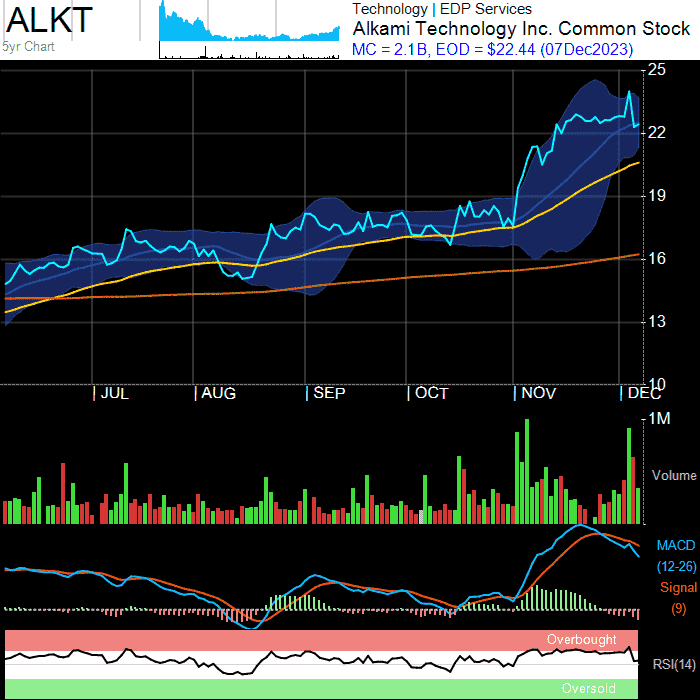 ALKT
5yr Chart
Technology | EDP Services
Alkami Technology Inc. Common Stock
MC = 2.1B, EOD = $22.44 (07Dec2023)
25
22
19
16
13
10
JUL AUG SEP OCT NOV DEC
1M
Volume
MACD
(12-26)
Signal
(9)
Overbought
RSI(14)
Oversold